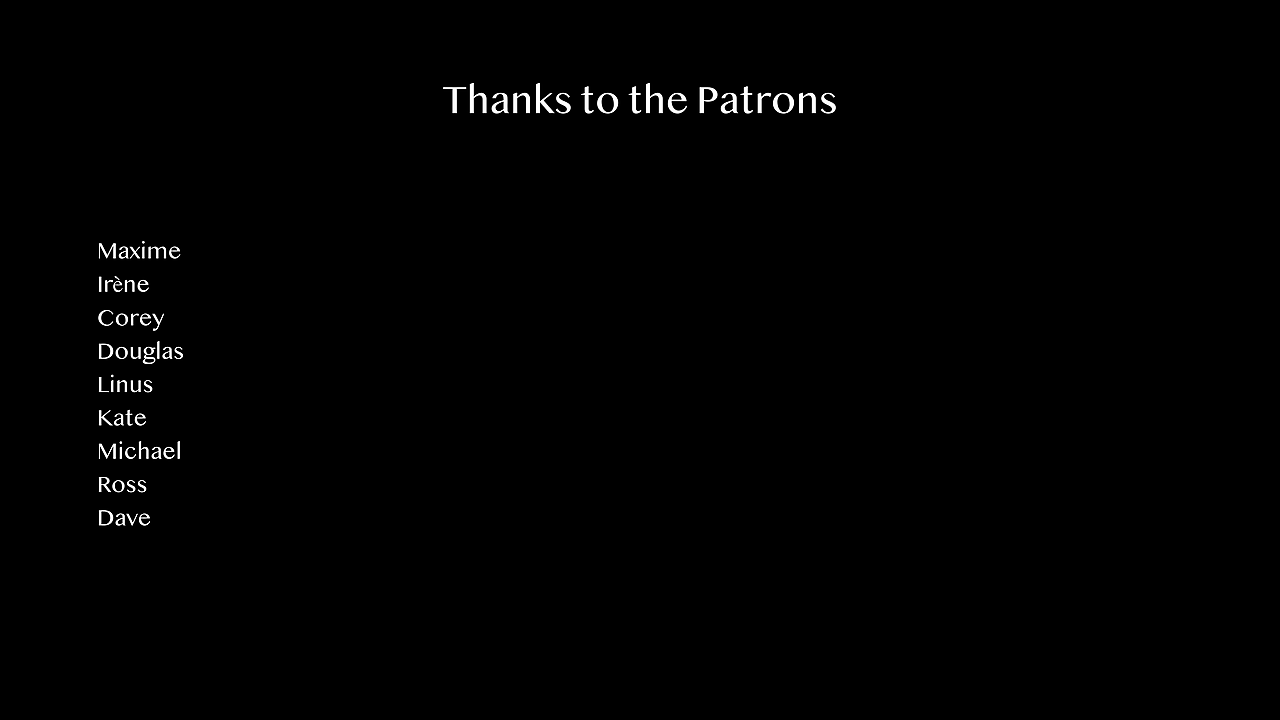 Thanks to the Patrons
Maxime
Irène
Corey
Douglas
Linus
Kate
Michael
Ross
Dave